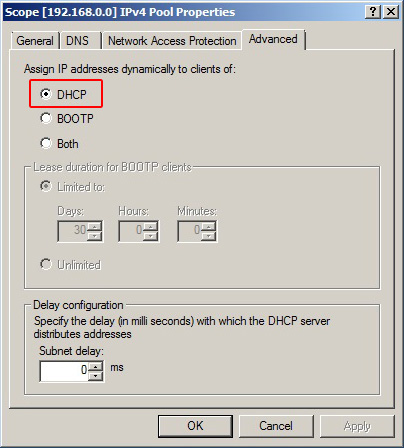 Scope [192.168.0.0] IPv4 Pool Properties
General DNS Network Access Protection Advanced
Assign IP addresses dynamically to clients of:
DHCP
BOOTP
Both
Lease duration for BOOTP clients
Limited to:
Days: Hours: Minutes:
30 0 0
Unlimited
Delay configuration
Specify the delay (in milli seconds) with which the DHCP server
distributes addresses
Subnet delay:
0 ms
OK Cancel Apply